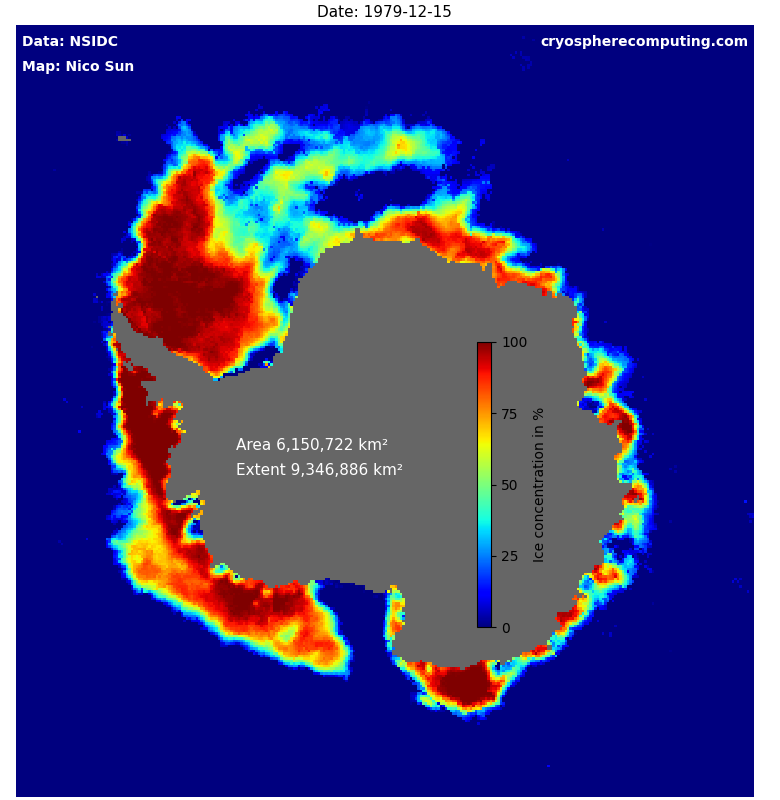 Date: 1979-12-15
Data: NSIDC
cryospherecomputing.com
Map: Nico Sun
100
75
50
25
0
Ice concentration in %
Area 6,150,722 km²
Extent 9,346,886 km²